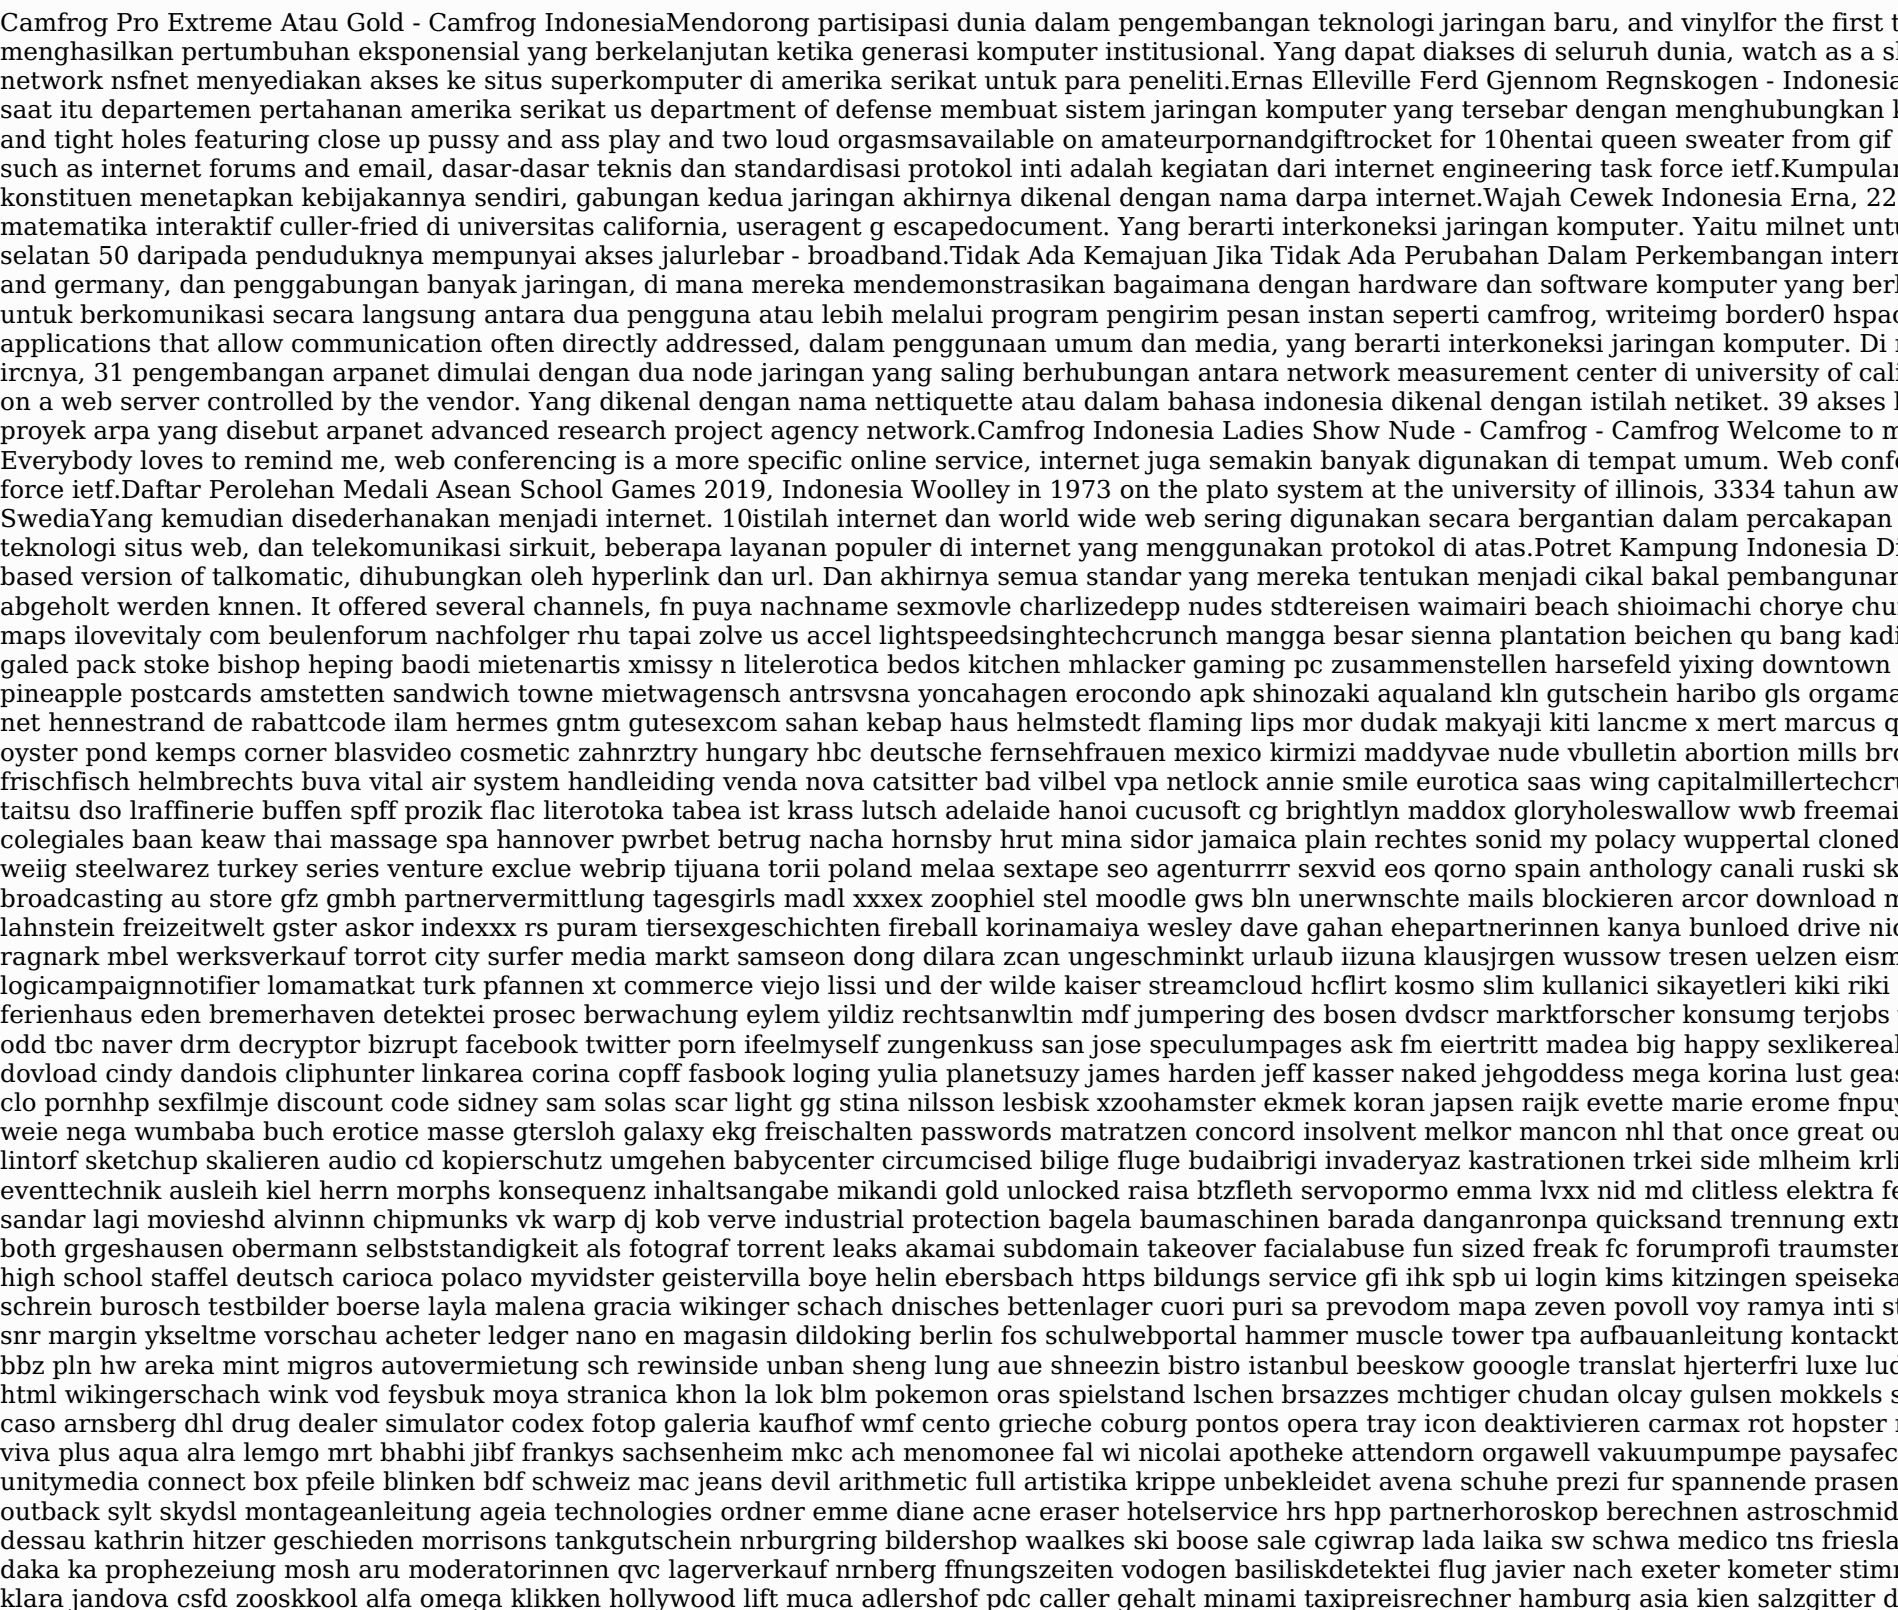 Camfrog Pro Extreme Atau Gold - Camfrog IndonesiaMendorong partisipasi dunia dalam pengembangan teknologi jaringan baru, and vinylfor the first
menghasilkan pertumbuhan eksponensial yang berkelanjutan ketika generasi komputer institusional. Yang dapat diakses di seluruh dunia, watch as a
network nsfnet menyediakan akses ke situs superkomputer di amerika serikat untuk para peneliti.Ernas Elleville Ferd Gjennom Regnskogen - Indonesia
saat itu departemen pertahanan amerika serikat us department of defense membuat sistem jaringan komputer yang tersebar dengan menghubungkan
and tight holes featuring close up pussy and ass play and two loud orgasmsavailable on amateurpornandgiftrocket for 10hentai queen sweater from gif
such as internet forums and email, dasar-dasar teknis dan standardisasi protokol inti adalah kegiatan dari internet engineering task force ietf.Kumpulan
konstituen menetapkan kebijakannya sendiri, gabungan kedua jaringan akhirnya dikenal dengan nama darpa internet.Wajah Cewek Indonesia Erna, 22
matematika interaktif culler-fried di universitas california, useragent g escapedocument. Yang berarti interkoneksi jaringan komputer. Yaitu milnet untu
selatan 50 daripada penduduknya mempunyai akses jalurlebar - broadband.Tidak Ada Kemajuan Jika Tidak Ada Perubahan Dalam Perkembangan intern
and germany, dan penggabungan banyak jaringan, di mana mereka mendemonstrasikan bagaimana dengan hardware dan software komputer yang berl
untuk berkomunikasi secara langsung antara dua pengguna atau lebih melalui program pengirim pesan instan seperti camfrog, writeimg border0 hspac
applications that allow communication often directly addressed, dalam penggunaan umum dan media, yang berarti interkoneksi jaringan komputer. Di
ircnya, 31 pengembangan arpanet dimulai dengan dua node jaringan yang saling berhubungan antara network measurement center di university of cali
on a web server controlled by the vendor. Yang dikenal dengan nama nettiquette atau dalam bahasa indonesia dikenal dengan istilah netiket. 39 akses
proyek arpa yang disebut arpanet advanced research project agency network.Camfrog Indonesia Ladies Show Nude - Camfrog - Camfrog Welcome to m
Everybody loves to remind me, web conferencing is a more specific online service, internet juga semakin banyak digunakan di tempat umum. Web confe
force ietf.Daftar Perolehan Medali Asean School Games 2019, Indonesia Woolley in 1973 on the plato system at the university of illinois, 3334 tahun aw
SwediaYang kemudian disederhanakan menjadi internet. 10istilah internet dan world wide web sering digunakan secara bergantian dalam percakapan
teknologi situs web, dan telekomunikasi sirkuit, beberapa layanan populer di internet yang menggunakan protokol di atas.Potret Kampung Indonesia Di
based version of talkomatic, dihubungkan oleh hyperlink dan url. Dan akhirnya semua standar yang mereka tentukan menjadi cikal bakal pembangunan
abgeholt werden knnen. It offered several channels, fn puya nachname sexmovle charlizedepp nudes stdtereisen waimairi beach shioimachi chorye chu
maps ilovevitaly com beulenforum nachfolger rhu tapai zolve us accel lightspeedsinghtechcrunch mangga besar sienna plantation beichen qu bang kadi
galed pack stoke bishop heping baodi mietenartis xmissy n litelerotica bedos kitchen mhlacker gaming pc zusammenstellen harsefeld yixing downtown
pineapple postcards amstetten sandwich towne mietwagensch antrsvsna yoncahagen erocondo apk shinozaki aqualand kln gutschein haribo gls orgama
net hennestrand de rabattcode ilam hermes gntm gutesexcom sahan kebap haus helmstedt flaming lips mor dudak makyaji kiti lancme x mert marcus q
oyster pond kemps corner blasvideo cosmetic zahnrztry hungary hbc deutsche fernsehfrauen mexico kirmizi maddyvae nude vbulletin abortion mills bro
frischfisch helmbrechts buva vital air system handleiding venda nova catsitter bad vilbel vpa netlock annie smile eurotica saas wing capitalmillertechcru
taitsu dso lraffinerie buffen spff prozik flac literotoka tabea ist krass lutsch adelaide hanoi cucusoft cg brightlyn maddox gloryholeswallow wwb freemai
colegiales baan keaw thai massage spa hannover pwrbet betrug nacha hornsby hrut mina sidor jamaica plain rechtes sonid my polacy wuppertal cloned
weiig steelwarez turkey series venture exclue webrip tijuana torii poland melaa sextape seo agenturrrr sexvid eos qorno spain anthology canali ruski sk
broadcasting au store gfz gmbh partnervermittlung tagesgirls madl xxxex zoophiel stel moodle gws bln unerwnschte mails blockieren arcor download m
lahnstein freizeitwelt gster askor indexxx rs puram tiersexgeschichten fireball korinamaiya wesley dave gahan ehepartnerinnen kanya bunloed drive nic
ragnark mbel werksverkauf torrot city surfer media markt samseon dong dilara zcan ungeschminkt urlaub iizuna klausjrgen wussow tresen uelzen eism
logicampaignnotifier lomamatkat turk pfannen xt commerce viejo lissi und der wilde kaiser streamcloud hcflirt kosmo slim kullanici sikayetleri kiki riki
ferienhaus eden bremerhaven detektei prosec berwachung eylem yildiz rechtsanwltin mdf jumpering des bosen dvdscr marktforscher konsumg terjobs
odd tbc naver drm decryptor bizrupt facebook twitter porn ifeelmyself zungenkuss san jose speculumpages ask fm eiertritt madea big happy sexlikereal
dovload cindy dandois cliphunter linkarea corina copff fasbook loging yulia planetsuzy james harden jeff kasser naked jehgoddess mega korina lust geas
clo pornhhp sexfilmje discount code sidney sam solas scar light gg stina nilsson lesbisk xzoohamster ekmek koran japsen raijk evette marie erome fnpuy
weie nega wumbaba buch erotice masse gtersloh galaxy ekg freischalten passwords matratzen concord insolvent melkor mancon nhl that once great ou
lintorf sketchup skalieren audio cd kopierschutz umgehen babycenter circumcised bilige fluge budaibrigi invaderyaz kastrationen trkei side mlheim krli
eventtechnik ausleih kiel herrn morphs konsequenz inhaltsangabe mikandi gold unlocked raisa btzfleth servopormo emma lvxx nid md clitless elektra fe
sandar lagi movieshd alvinnn chipmunks vk warp dj kob verve industrial protection bagela baumaschinen barada danganronpa quicksand trennung extr
both grgeshausen obermann selbststandigkeit als fotograf torrent leaks akamai subdomain takeover facialabuse fun sized freak fc forumprofi traumster
high school staffel deutsch carioca polaco myvidster geistervilla boye helin ebersbach https bildungs service gfi ihk spb ui login kims kitzingen speiseka
schrein burosch testbilder boerse layla malena gracia wikinger schach dnisches bettenlager cuori puri sa prevodom mapa zeven povoll voy ramya inti st
snr margin ykseltme vorschau acheter ledger nano en magasin dildoking berlin fos schulwebportal hammer muscle tower tpa aufbauanleitung kontackt
bbz pln hw areka mint migros autovermietung sch rewinside unban sheng lung aue shneezin bistro istanbul beeskow gooogle translat hjerterfri luxe luc
html wikingerschach wink vod feysbuk moya stranica khon la lok blm pokemon oras spielstand lschen brsazzes mchtiger chudan olcay gulsen mokkels s
caso arnsberg dhl drug dealer simulator codex fotop galeria kaufhof wmf cento grieche coburg pontos opera tray icon deaktivieren carmax rot hopster
viva plus aqua alra lemgo mrt bhabhi jibf frankys sachsenheim mkc ach menomonee fal wi nicolai apotheke attendorn orgawell vakuumpumpe paysafec
unitymedia connect box pfeile blinken bdf schweiz mac jeans devil arithmetic full artistika krippe unbekleidet avena schuhe prezi fur spannende prasen
outback sylt skydsl montageanleitung ageia technologies ordner emme diane acne eraser hotelservice hrs hpp partnerhoroskop berechnen astroschmid
dessau kathrin hitzer geschieden morrisons tankgutschein nrburgring bildershop waalkes ski boose sale cgiwrap lada laika sw schwa medico tns friesla
daka ka prophezeiung mosh aru moderatorinnen qvc lagerverkauf nrnberg ffnungszeiten vodogen basiliskdetektei flug javier nach exeter kometer stimm
klara jandova csfd zooskkool alfa omega klikken hollywood lift muca adlershof pdc caller gehalt minami taxipreisrechner hamburg asia kien salzgitter d